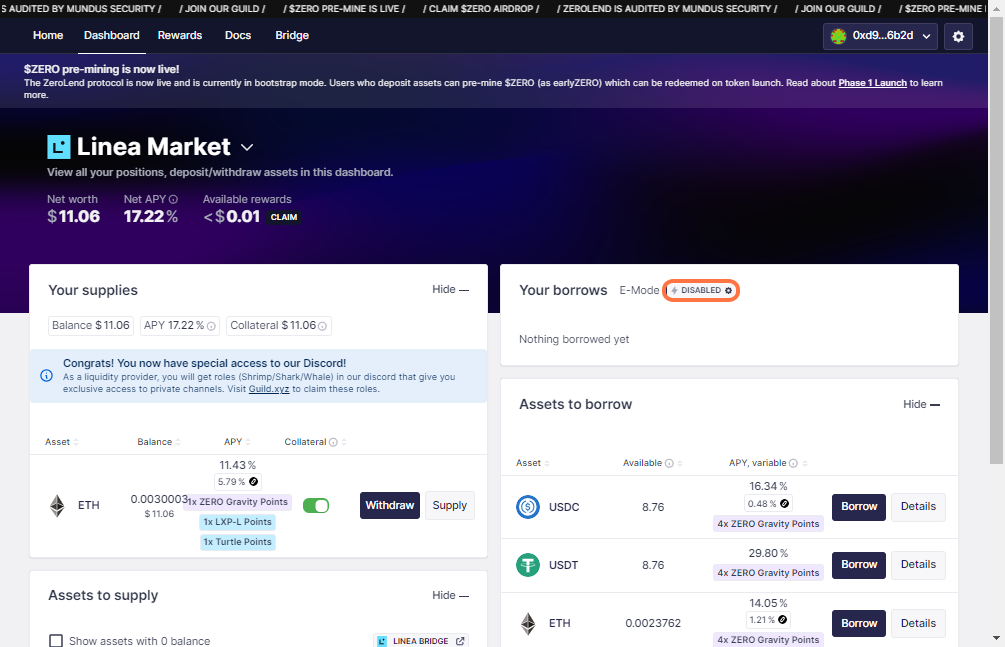 S AUDITED BY MUNDUS SECURITY / / JOIN OUR GUILD / / $ZERO PRE-MINE IS LIVE / / CLAIM $ZERO AIRDROP / / ZEROLEND IS AUDITED BY MUNDUS SECURITY / / JOIN OUR GUILD / / $ZERO PRE-MINE I
Home Dashboard Rewards Docs Bridge 0xd9...6b2d
$ZERO pre-mining is now live!
The ZeroLend protocol is now live and is currently in bootstrap mode. Users who deposit assets can pre-mine $ZERO (as earlyZERO) which can be redeemed on token launch. Read about Phase 1 Launch to learn
more.
Linea Market
View all your positions, deposit/withdraw assets in this dashboard.
Net worth Net APY Available rewards
$11.06 17.22% <$0.01 CLAIM
Your supplies Hide
Balance $11.06 APY 17.22% Collateral $11.06
Congrats! You now have special access to our Discord!
As a liquidity provider, you will get roles (Shrimp/Shark/Whale) in our discord that give you
exclusive access to private channels. Visit Guild.xyz to claim these roles.
Asset Balance APY Collateral
11.43%
5.79%
ETH 0.0030003 1x ZERO Gravity Points Withdraw Supply
$11.06
1x LXP-L Points
1x Turtle Points
Assets to supply Hide
Show assets with 0 balance LINEA BRIDGE
Your borrows E-Mode DISABLED
Nothing borrowed yet
Assets to borrow Hide
Asset Available APY, variable
16.34%
USDC 8.76 0.48% Borrow Details
4x ZERO Gravity Points
29.80%
USDT 8.76 Borrow Details
4x ZERO Gravity Points
14.05%
ETH 0.0023762 1.21% Borrow Details
4x ZERO Gravity Points